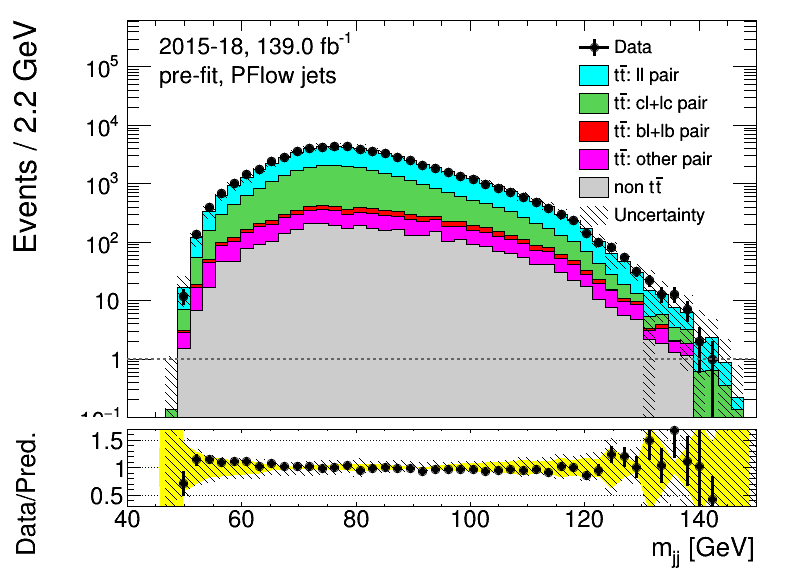 Events / 2.2 GeV
2015-18, 139.0 fb⁻¹
pre-fit, PFlow jets
Data
tt̄: ll pair
tt̄: cl+lc pair
tt̄: bl+lb pair
tt̄: other pair
non tt̄
Uncertainty
10⁵
10⁴
10³
10²
10
1
10⁻¹
Data/Pred.
1.5
1
0.5
40 60 80 100 120 140
m_jj [GeV]